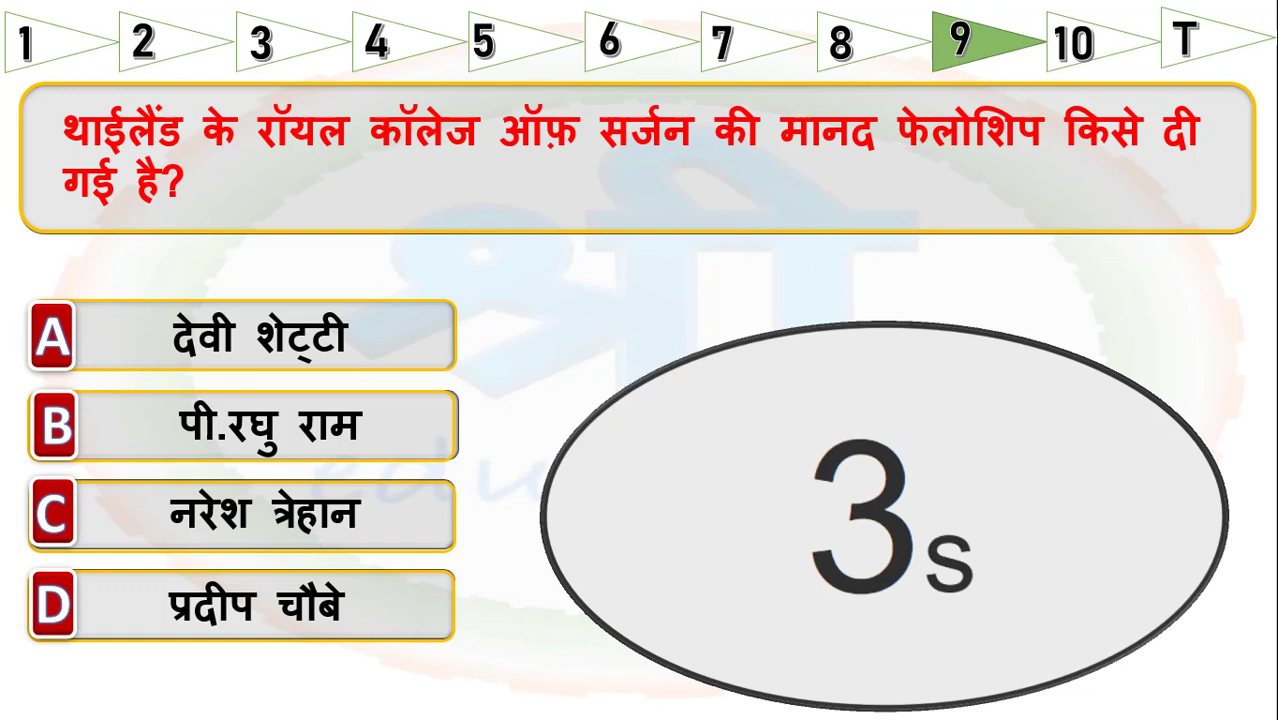 1 2 3 4 5 6 7 8 9 10 T
थाईलैंड के रॉयल कॉलेज ऑफ़ सर्जन की मानद फेलोशिप किसे दी
गई है?
A देवी शेट्टी
B पी.रघु राम
C नरेश त्रेहान
D प्रदीप चौबे
3s
श्री
edu